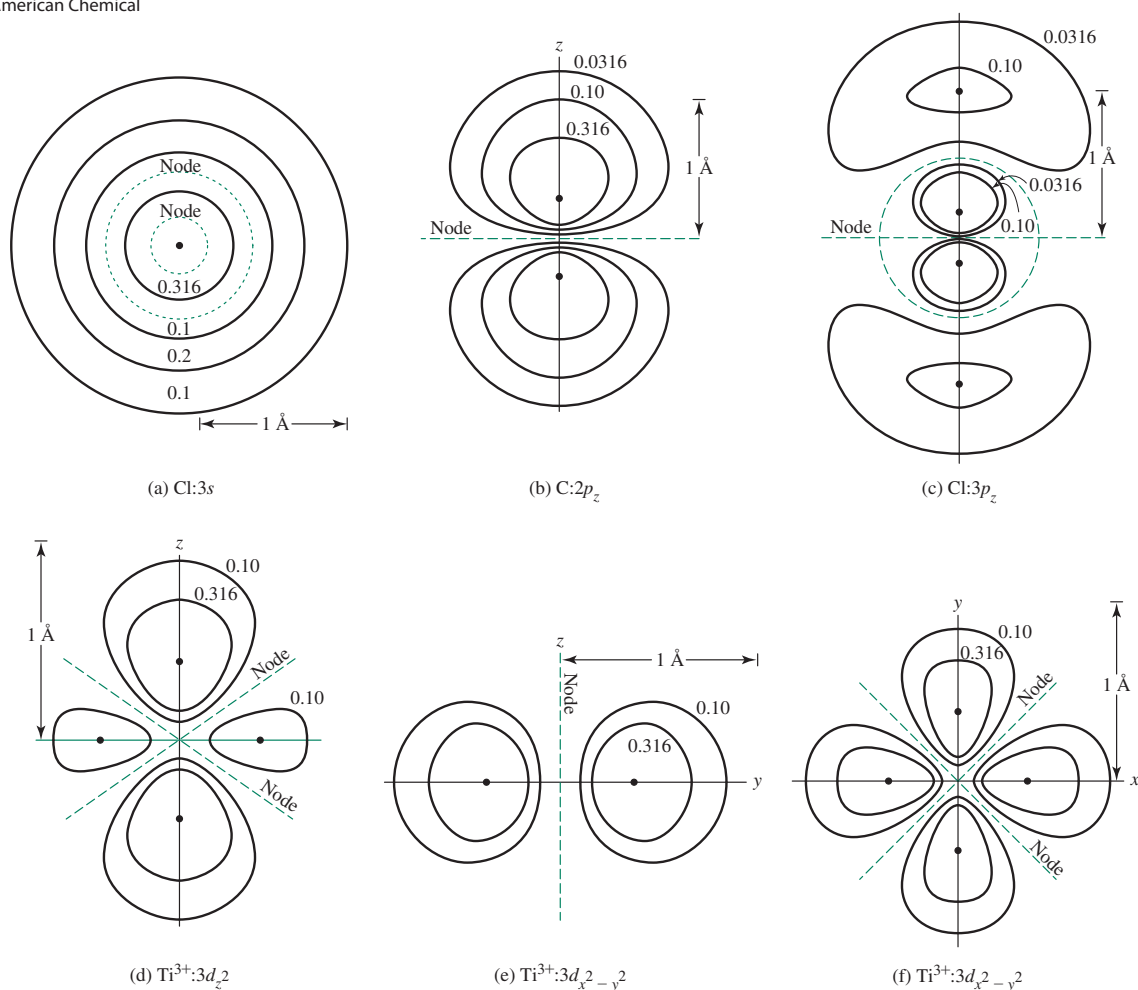 American Chemical
Node
Node
0.316
0.1
0.2
0.1
1 Å
(a) Cl:3s
z
0.0316
0.10
0.316
1 Å
Node
(b) C:2p_z
0.0316
0.10
1 Å
0.0316
0.10
Node
(c) Cl:3p_z
z
0.10
0.316
1 Å
Node
0.10
Node
(d) Ti³⁺:3d_z²
z
1 Å
Node
0.10
0.316
y
(e) Ti³⁺:3d_x² – y²
y
0.10
0.316
Node
1 Å
x
Node
(f) Ti³⁺:3d_x² – y²